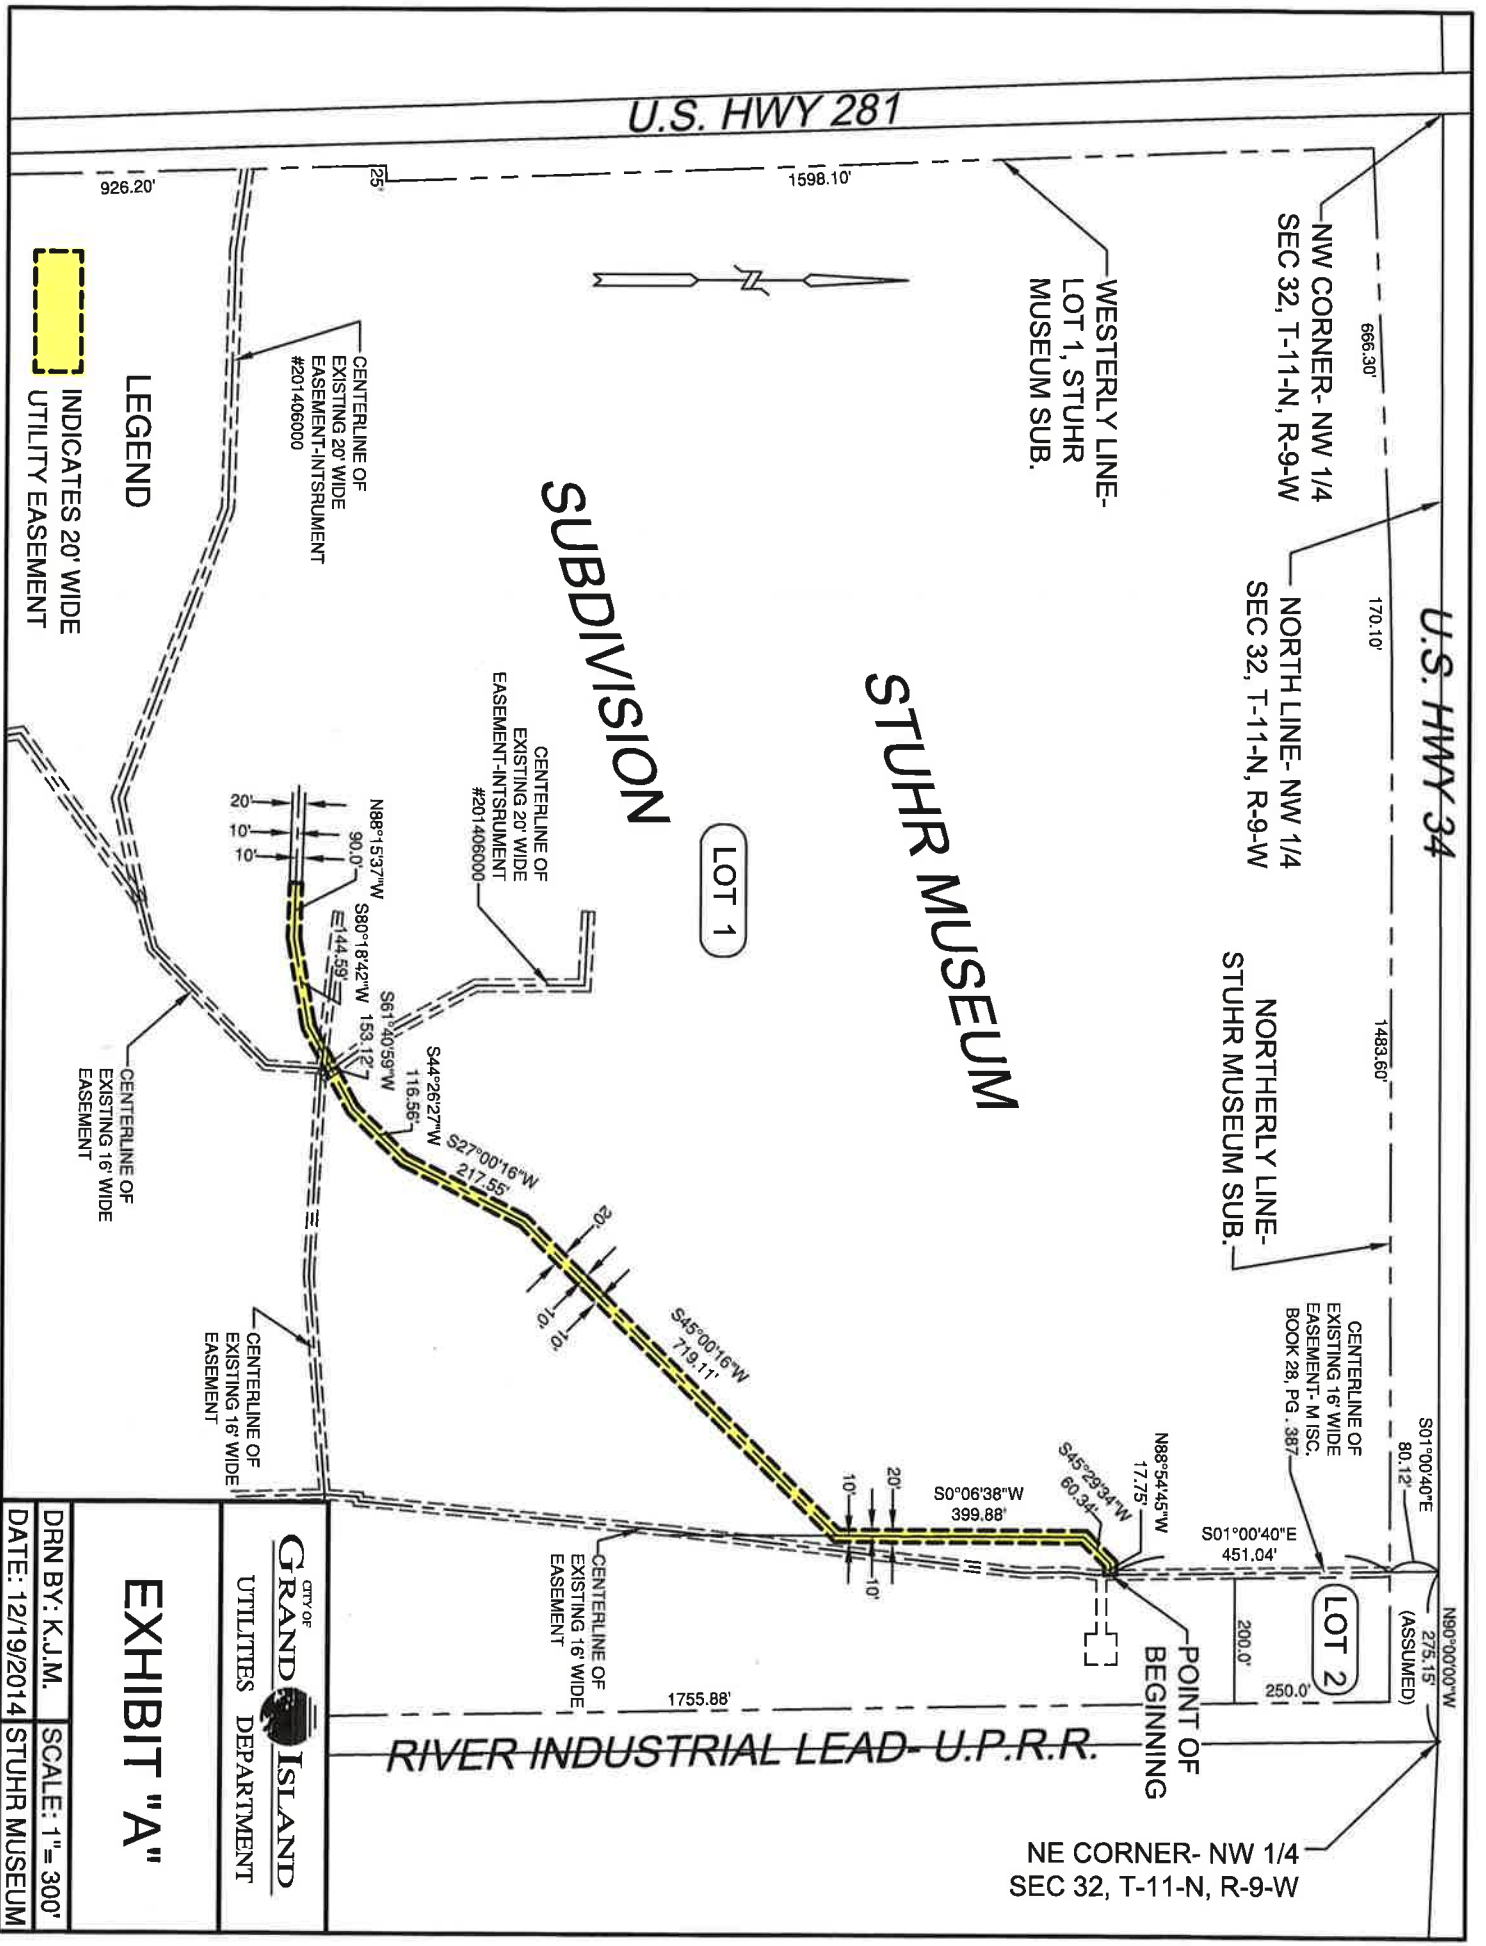 U.S. HWY 34
N90°00'00"W
275.15'
(ASSUMED)
S01°00'40"E
80.12'
NW CORNER- NW 1/4
SEC 32, T-11-N, R-9-W
666.30'
NORTH LINE- NW 1/4
SEC 32, T-11-N, R-9-W
170.10'
1483.60'
NORTHERLY LINE-
STUHR MUSEUM SUB.
CENTERLINE OF
EXISTING 16' WIDE
EASEMENT- M ISC.
BOOK 28, PG . 387
LOT 2
250.0'
200.0'
S01°00'40"E
451.04'
NE CORNER- NW 1/4
SEC 32, T-11-N, R-9-W
POINT OF
BEGINNING
N88°54'45"W
17.75'
S45°29'34"W
60.34'
WESTERLY LINE-
LOT 1, STUHR
MUSEUM SUB.
U.S. HWY 281
1598.10'
25'
926.20'
STUHR MUSEUM
LOT 1
SUBDIVISION
S0°06'38"W
399.88'
20'
10'
10'
S45°00'16"W
719.11'
20'
10'
10'
S27°00'16"W
217.55'
S44°26'27"W
116.56'
S61°40'59"W
153.12'
S80°18'42"W
144.59'
N88°15'37"W
90.0'
20'
10'
10'
CENTERLINE OF
EXISTING 20' WIDE
EASEMENT-INTSRUMENT
#201406000
CENTERLINE OF
EXISTING 20' WIDE
EASEMENT-INTSRUMENT
#201406000
CENTERLINE OF
EXISTING 16' WIDE
EASEMENT
CENTERLINE OF
EXISTING 16' WIDE
EASEMENT
CENTERLINE OF
EXISTING 16' WIDE
EASEMENT
1755.88'
RIVER INDUSTRIAL LEAD- U.P.R.R.
LEGEND
INDICATES 20' WIDE
UTILITY EASEMENT
CITY OF
GRAND ISLAND
UTILITIES DEPARTMENT
EXHIBIT "A"
DRN BY: K.J.M.
SCALE: 1"= 300'
DATE: 12/19/2014
STUHR MUSEUM